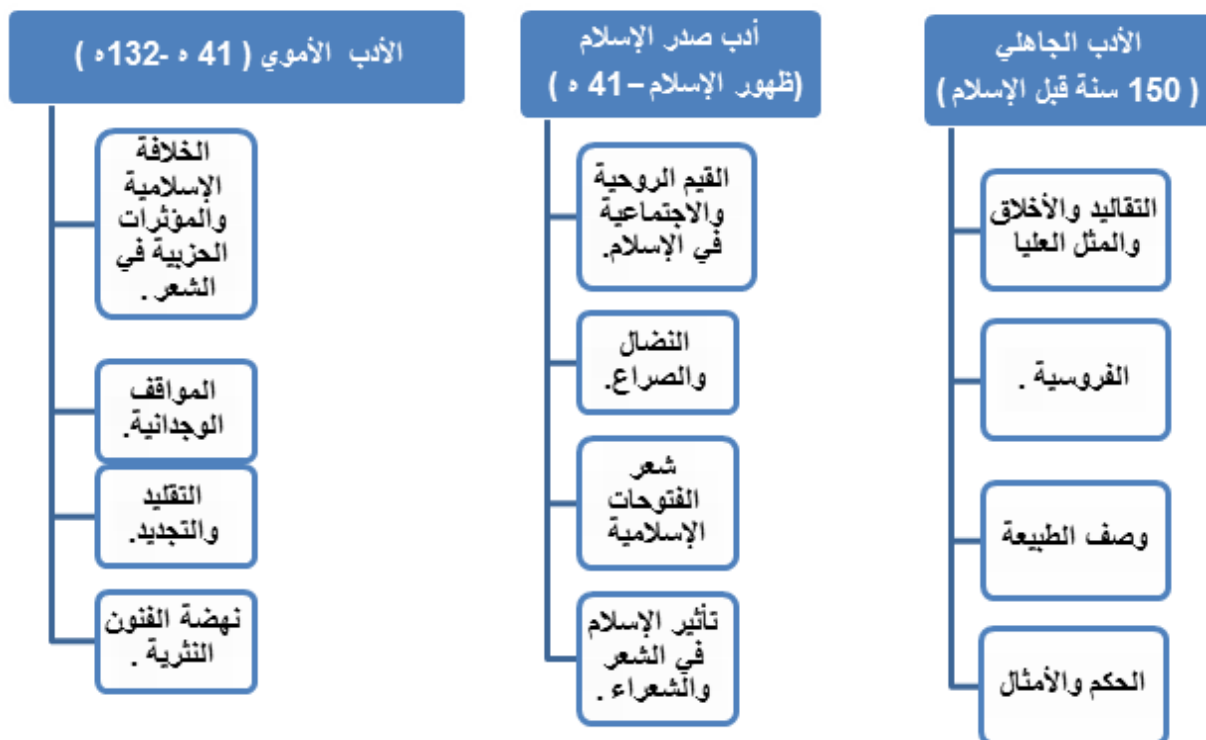 الأدب الجاهلي
( 150 سنة قبل الإسلام )
التقاليد والأخلاق
والمثل العليا
الفروسية .
وصف الطبيعة
الحكم والأمثال
أدب صدر الإسلام
(ظهور الإسلام – 41 ه )
القيم الروحية
والاجتماعية
في الإسلام.
النضال
والصراع.
شعر
الفتوحات
الإسلامية
تأثير الإسلام
في الشعر
والشعراء .
الأدب الأموي ( 41 ه -132ه )
الخلافة
الإسلامية
والمؤثرات
الحزبية في
الشعر .
المواقف
الوجدانية.
التقليد
والتجديد.
نهضة الفنون
النثرية .